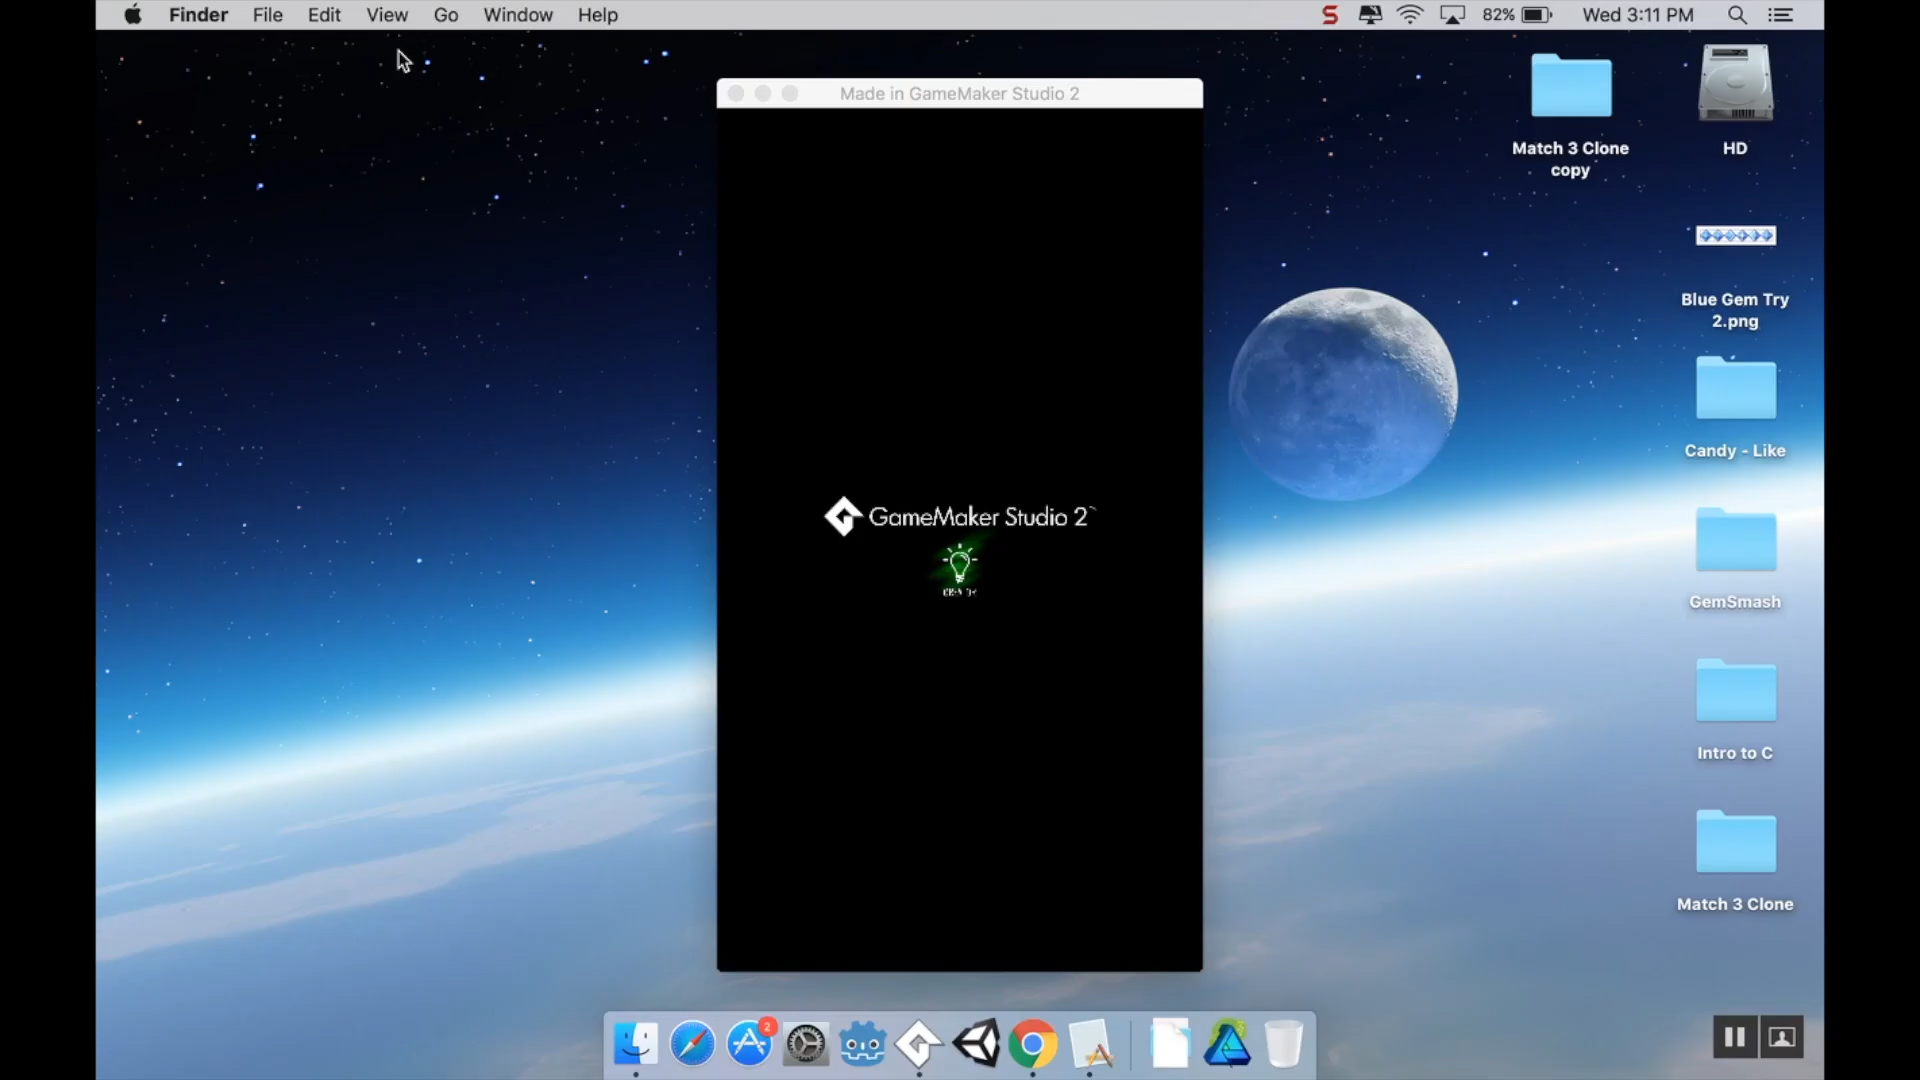 Finder File Edit View Go Window Help
S 82% Wed 3:11 PM
Made in GameMaker Studio 2
Match 3 Clone
copy
HD
Blue Gem Try
2.png
Candy - Like
GameMaker Studio 2
GemSmash
Intro to C
Match 3 Clone
2